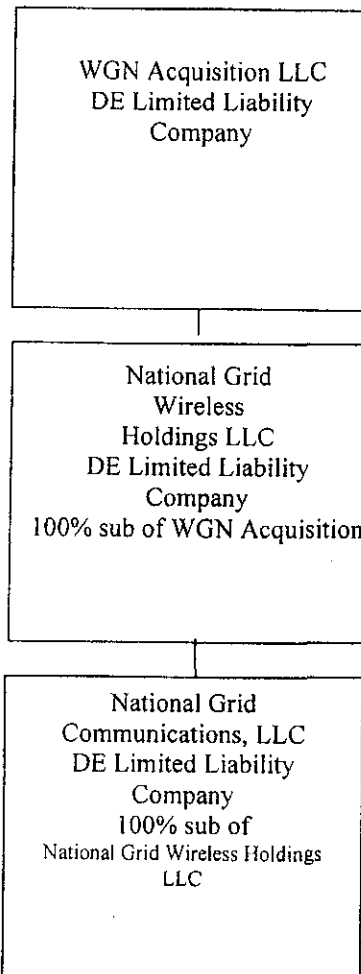 WGN Acquisition LLC
DE Limited Liability
Company
National Grid
Wireless
Holdings LLC
DE Limited Liability
Company
100% sub of WGN Acquisition
National Grid
Communications, LLC
DE Limited Liability
Company
100% sub of
National Grid Wireless Holdings
LLC